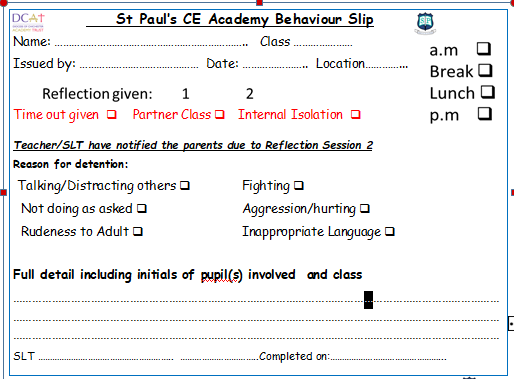 DCAT
St Paul's CE Academy Behaviour Slip
Name: ............................................................ Class ............................
Issued by: ..................................... Date: ............................. Location.............
a.m ❑
Break ❑
Lunch ❑
p.m ❑
Reflection given: 1 2
Time out given ❑ Partner Class ❑ Internal Isolation ❑
Teacher/SLT have notified the parents due to Reflection Session 2
Reason for detention:
Talking/Distracting others ❑ Fighting ❑
Not doing as asked ❑ Aggression/hurting ❑
Rudeness to Adult ❑ Inappropriate Language ❑
Full detail including initials of pupil(s) involved and class
SLT .......................................... .........................Completed on:....................................